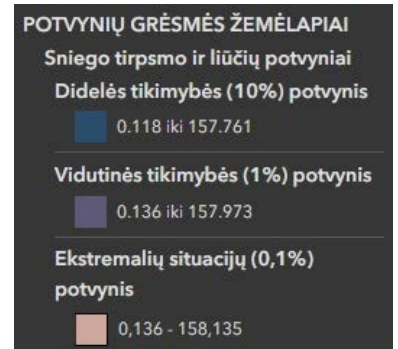 POTVYNIŲ GRĖSMĖS ŽEMĖLAPIAI
Sniego tirpsmo ir liūčių potvyniai
Didelės tikimybės (10%) potvynis
0.118 iki 157.761
Vidutinės tikimybės (1%) potvynis
0.136 iki 157.973
Ekstremalių situacijų (0,1%)
potvynis
0,136 - 158,135